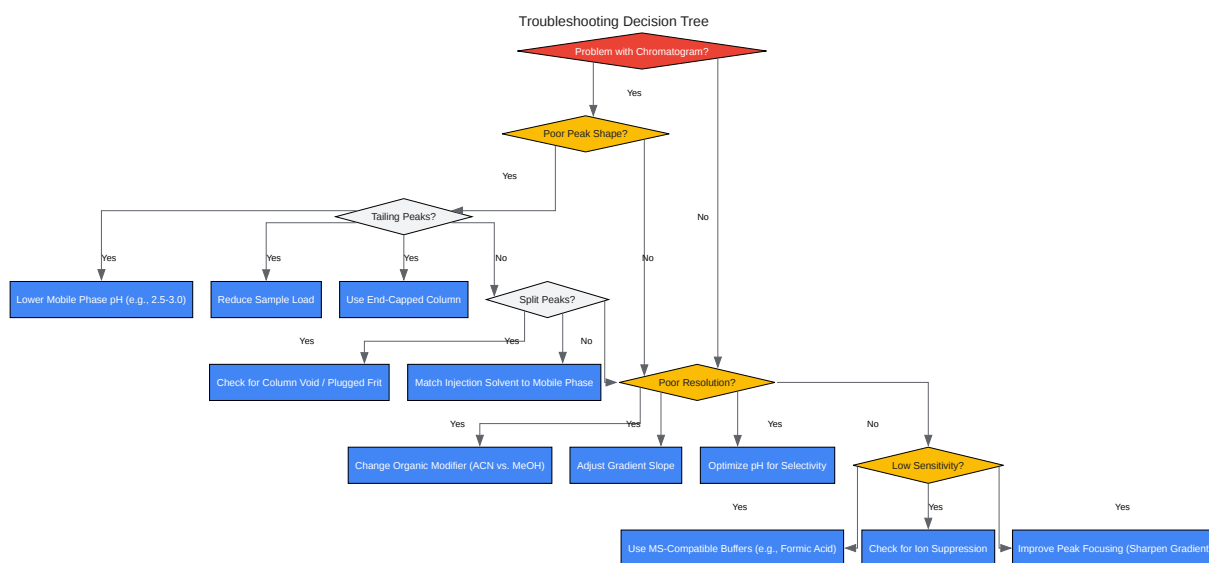 Troubleshooting Decision Tree
Problem with Chromatogram?
Yes
Poor Peak Shape?
Yes
Tailing Peaks?
No
Yes
Yes
Yes
No
No
Lower Mobile Phase pH (e.g., 2.5-3.0)
Reduce Sample Load
Use End-Capped Column
Split Peaks?
Yes
Yes
No
Check for Column Void / Plugged Frit
Match Injection Solvent to Mobile Phase
Poor Resolution?
Yes
Yes
Yes
No
Change Organic Modifier (ACN vs. MeOH)
Adjust Gradient Slope
Optimize pH for Selectivity
Low Sensitivity?
Yes
Yes
Yes
Use MS-Compatible Buffers (e.g., Formic Acid)
Check for Ion Suppression
Improve Peak Focusing (Sharpen Gradient